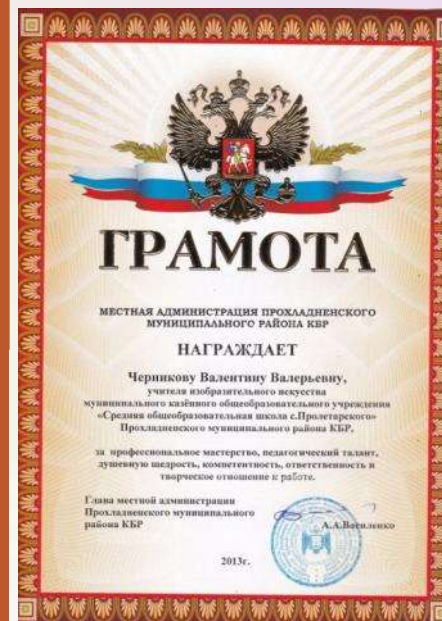 ГРАМОТА
МЕСТНАЯ АДМИНИСТРАЦИЯ ПРОХЛАДНЕНСКОГО
МУНИЦИПАЛЬНОГО РАЙОНА КБР
НАГРАЖДАЕТ
Черникову Валентину Валерьевну,
учителя изобразительного искусства
муниципального казённого общеобразовательного учреждения
«Средняя общеобразовательная школа с.Пролетарского»
Прохладненского муниципального района КБР,
за профессиональное мастерство, педагогический талант,
душевную щедрость, компетентность, ответственность и
творческое отношение к работе.
Глава местной администрации
Прохладненского муниципального
района КБР А.А.Василенко
2013г.